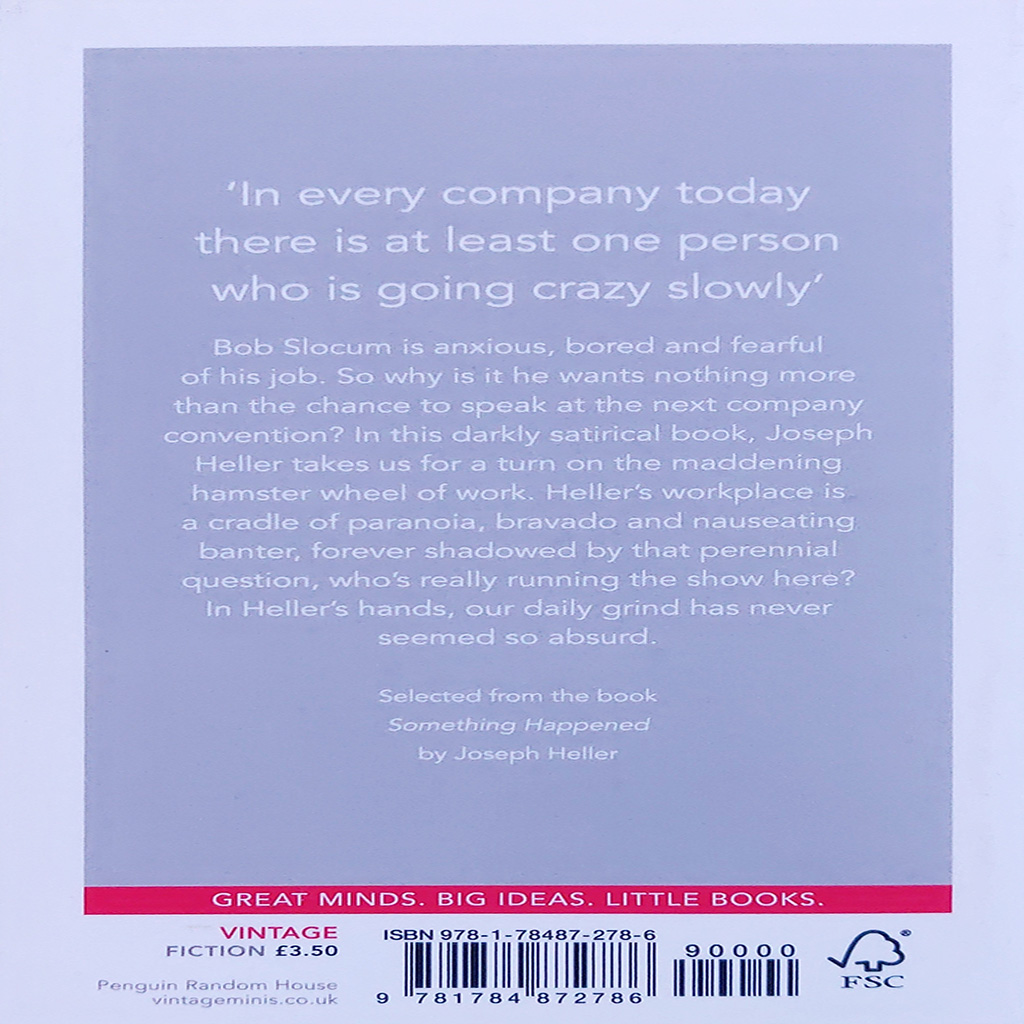 ‘In every company today
there is at least one person
who is going crazy slowly’
Bob Slocum is anxious, bored and fearful
of his job. So why is it he wants nothing more
than the chance to speak at the next company
convention? In this darkly satirical book, Joseph
Heller takes us for a turn on the maddening
hamster wheel of work. Heller’s workplace is
a cradle of paranoia, bravado and nauseating
banter, forever shadowed by that perennial
question, who’s really running the show here?
In Heller’s hands, our daily grind has never
seemed so absurd.
Selected from the book
Something Happened
by Joseph Heller
GREAT MINDS. BIG IDEAS. LITTLE BOOKS.
VINTAGE
FICTION £3.50
Penguin Random House
vintageminis.co.uk
ISBN 978-1-78487-278-6
90000
9 781784 872786
FSC®